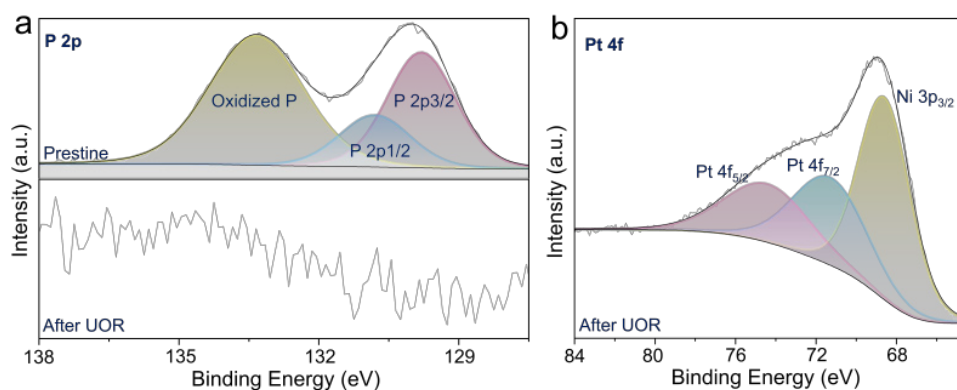 a
P 2p
Oxidized P
P 2p3/2
P 2p1/2
Prestine
After UOR
Intensity (a.u.)
138 135 132 129
Binding Energy (eV)
b
Pt 4f
Ni 3p3/2
Pt 4f5/2
Pt 4f7/2
After UOR
Intensity (a.u.)
84 80 76 72 68
Binding Energy (eV)